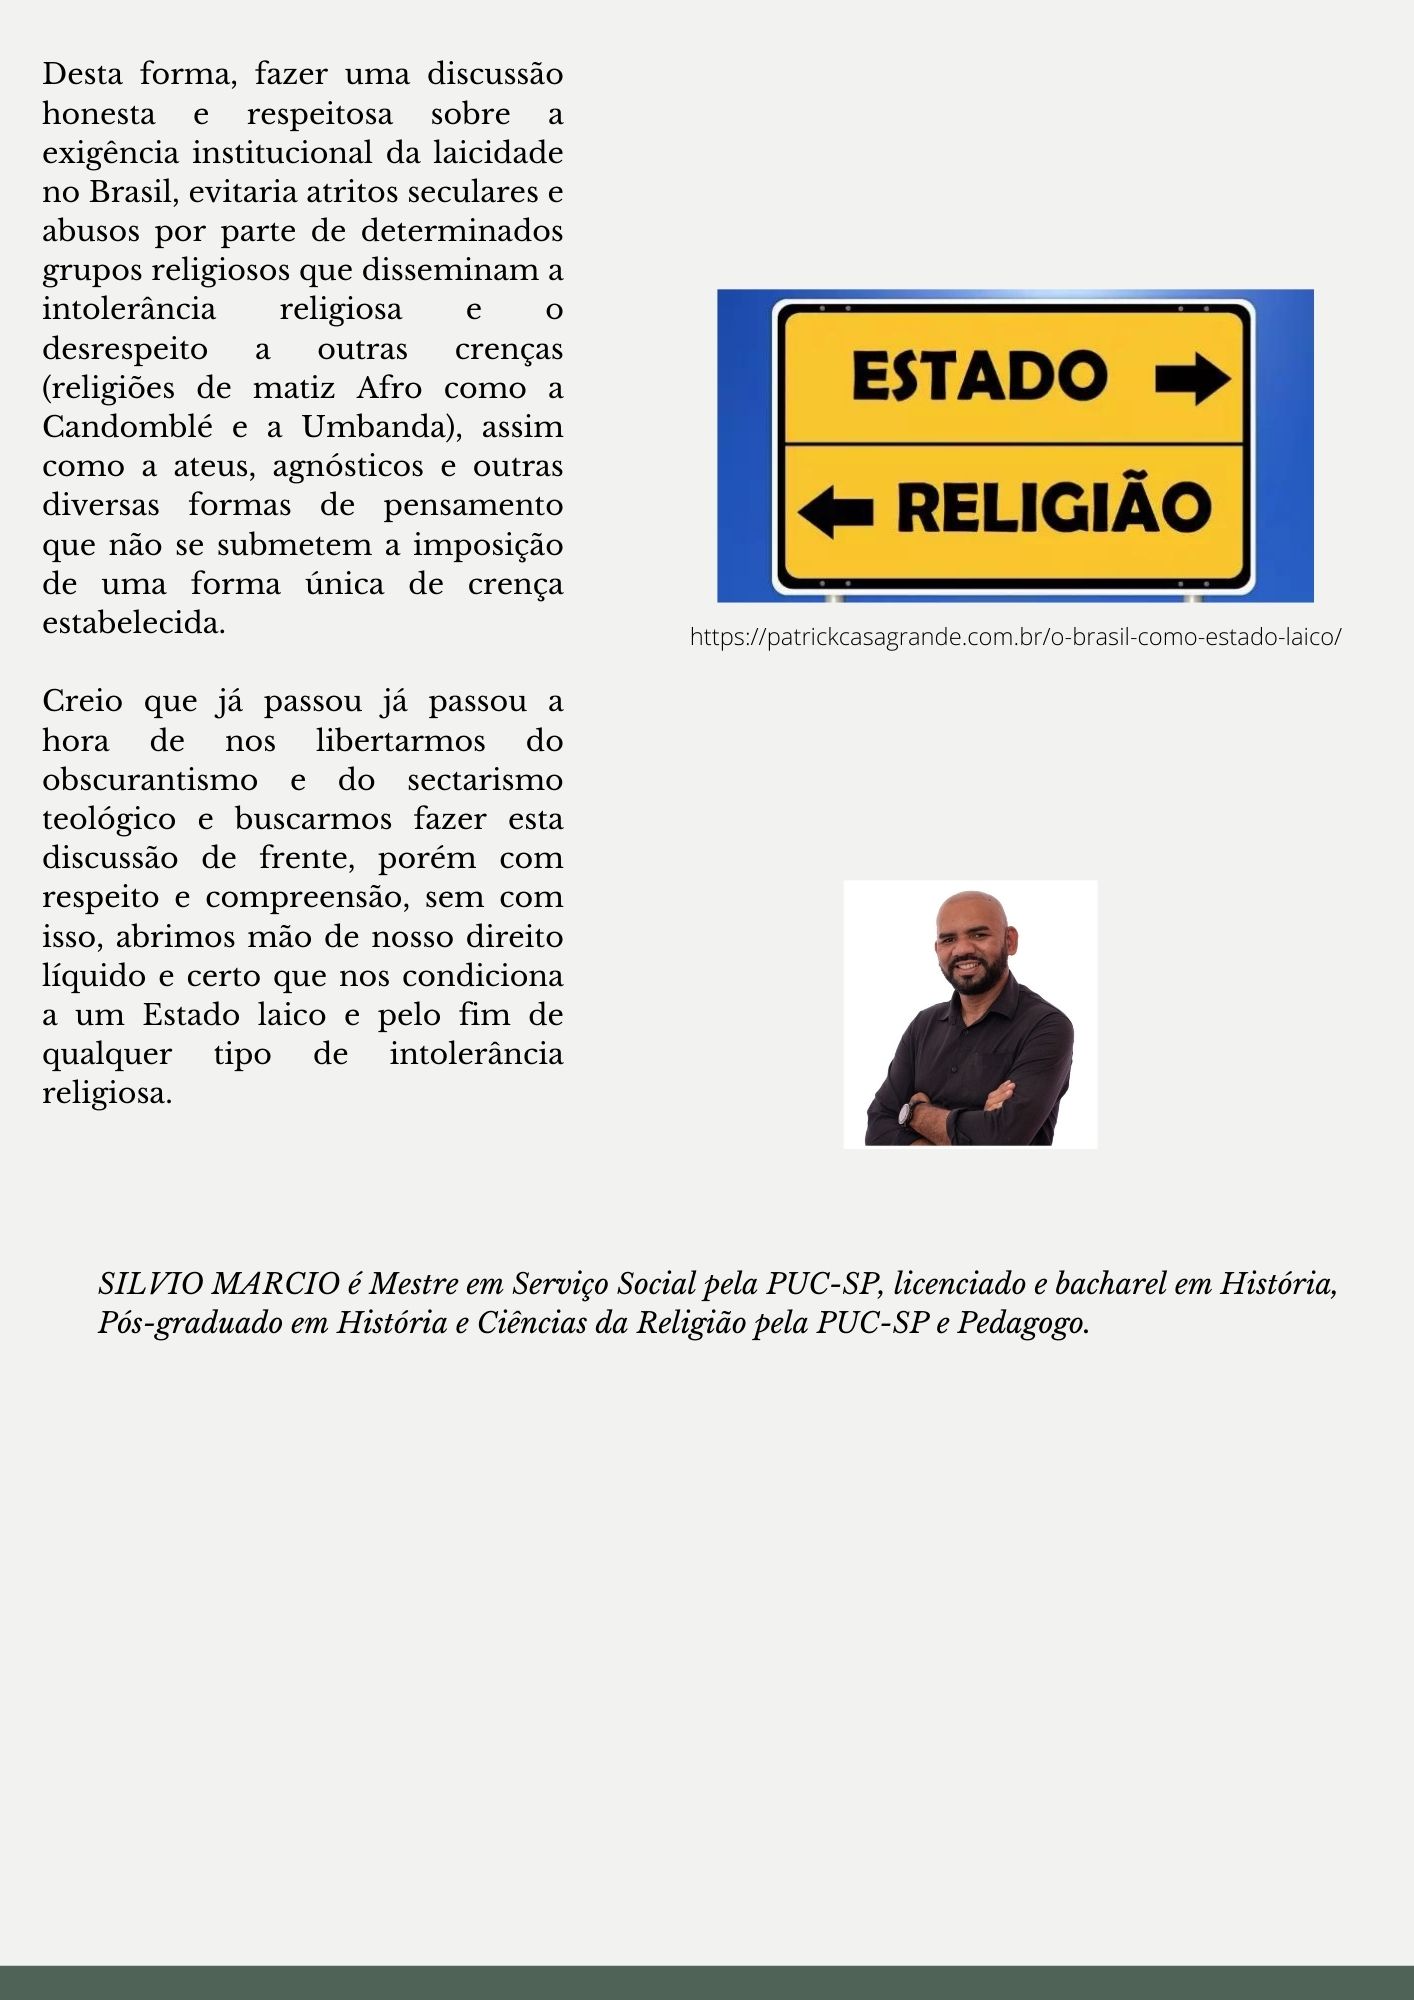 Desta forma, fazer uma discussão
honesta e respeitosa sobre a
exigência institucional da laicidade
no Brasil, evitaria atritos seculares e
abusos por parte de determinados
grupos religiosos que disseminam a
intolerância religiosa e o
desrespeito a outras crenças
(religiões de matiz Afro como a
Candomblé e a Umbanda), assim
como a ateus, agnósticos e outras
diversas formas de pensamento
que não se submetem a imposição
de uma forma única de crença
estabelecida.
Creio que já passou já passou a
hora de nos libertarmos do
obscurantismo e do sectarismo
teológico e buscarmos fazer esta
discussão de frente, porém com
respeito e compreensão, sem com
isso, abrimos mão de nosso direito
líquido e certo que nos condiciona
a um Estado laico e pelo fim de
qualquer tipo de intolerância
religiosa.
ESTADO
RELIGIÃO
https://patrickcasagrande.com.br/o-brasil-como-estado-laico/
SILVIO MARCIO é Mestre em Serviço Social pela PUC-SP, licenciado e bacharel em História,
Pós-graduado em História e Ciências da Religião pela PUC-SP e Pedagogo.